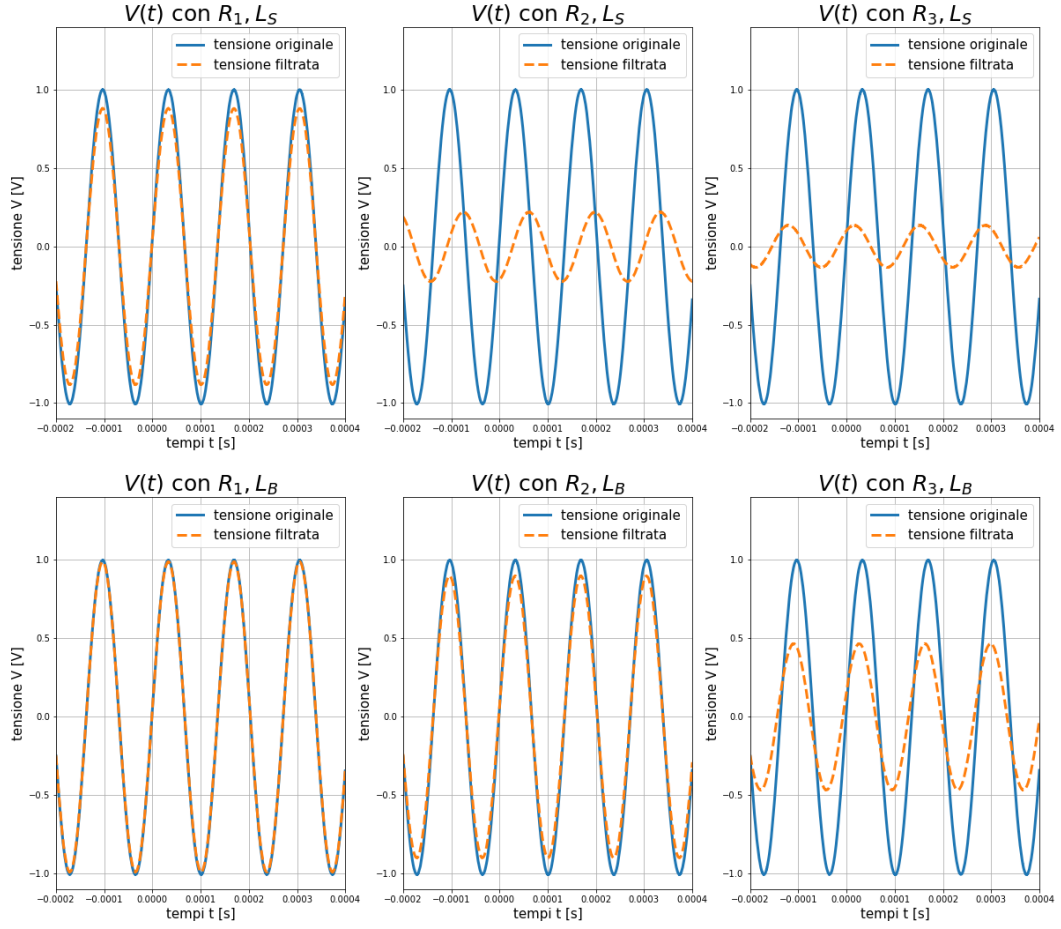 V(t) con R₁, L_S
tensione originale
tensione filtrata
1.0
0.5
0.0
−0.5
−1.0
tensione V [V]
−0.0002 −0.0001 0.0000 0.0001 0.0002 0.0003 0.0004
tempi t [s]
V(t) con R₂, L_S
tensione originale
tensione filtrata
1.0
0.5
0.0
−0.5
−1.0
tensione V [V]
−0.0002 −0.0001 0.0000 0.0001 0.0002 0.0003 0.0004
tempi t [s]
V(t) con R₃, L_S
tensione originale
tensione filtrata
1.0
0.5
0.0
−0.5
−1.0
tensione V [V]
−0.0002 −0.0001 0.0000 0.0001 0.0002 0.0003 0.0004
tempi t [s]
V(t) con R₁, L_B
tensione originale
tensione filtrata
1.0
0.5
0.0
−0.5
−1.0
tensione V [V]
−0.0002 −0.0001 0.0000 0.0001 0.0002 0.0003 0.0004
tempi t [s]
V(t) con R₂, L_B
tensione originale
tensione filtrata
1.0
0.5
0.0
−0.5
−1.0
tensione V [V]
−0.0002 −0.0001 0.0000 0.0001 0.0002 0.0003 0.0004
tempi t [s]
V(t) con R₃, L_B
tensione originale
tensione filtrata
1.0
0.5
0.0
−0.5
−1.0
tensione V [V]
−0.0002 −0.0001 0.0000 0.0001 0.0002 0.0003 0.0004
tempi t [s]